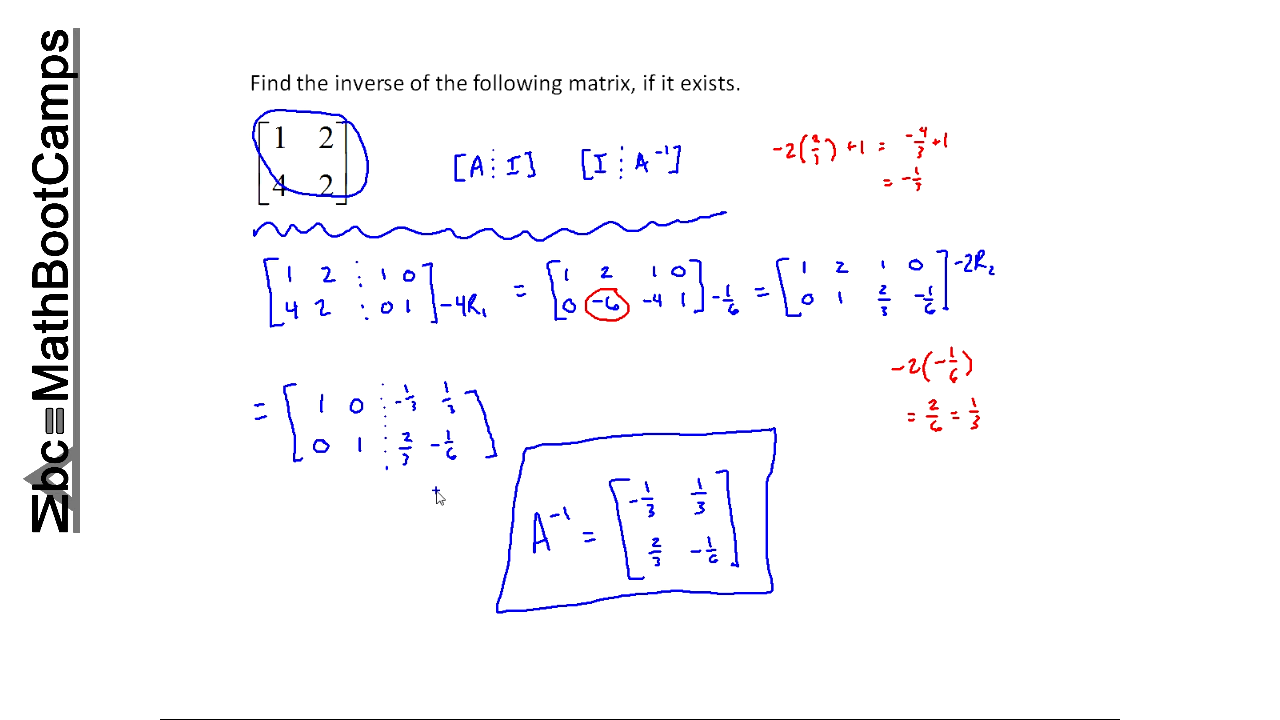 Σbc=MathBootCamps
Find the inverse of the following matrix, if it exists.
[1 2
4 2]
[A ⋮ I] [I ⋮ A⁻¹]
-2(2/3) + 1 = -4/3 + 1
= -1/3
[1 2 ⋮ 1 0
4 2 ⋮ 0 1] -4R₁
= [1 2 1 0
0 -6 -4 1] -1/6
= [1 2 1 0
0 1 2/3 -1/6] -2R₂
-2(-1/6)
= 2/6 = 1/3
= [1 0 ⋮ -1/3 1/3
0 1 ⋮ 2/3 -1/6]
A⁻¹ = [-1/3 1/3
2/3 -1/6]